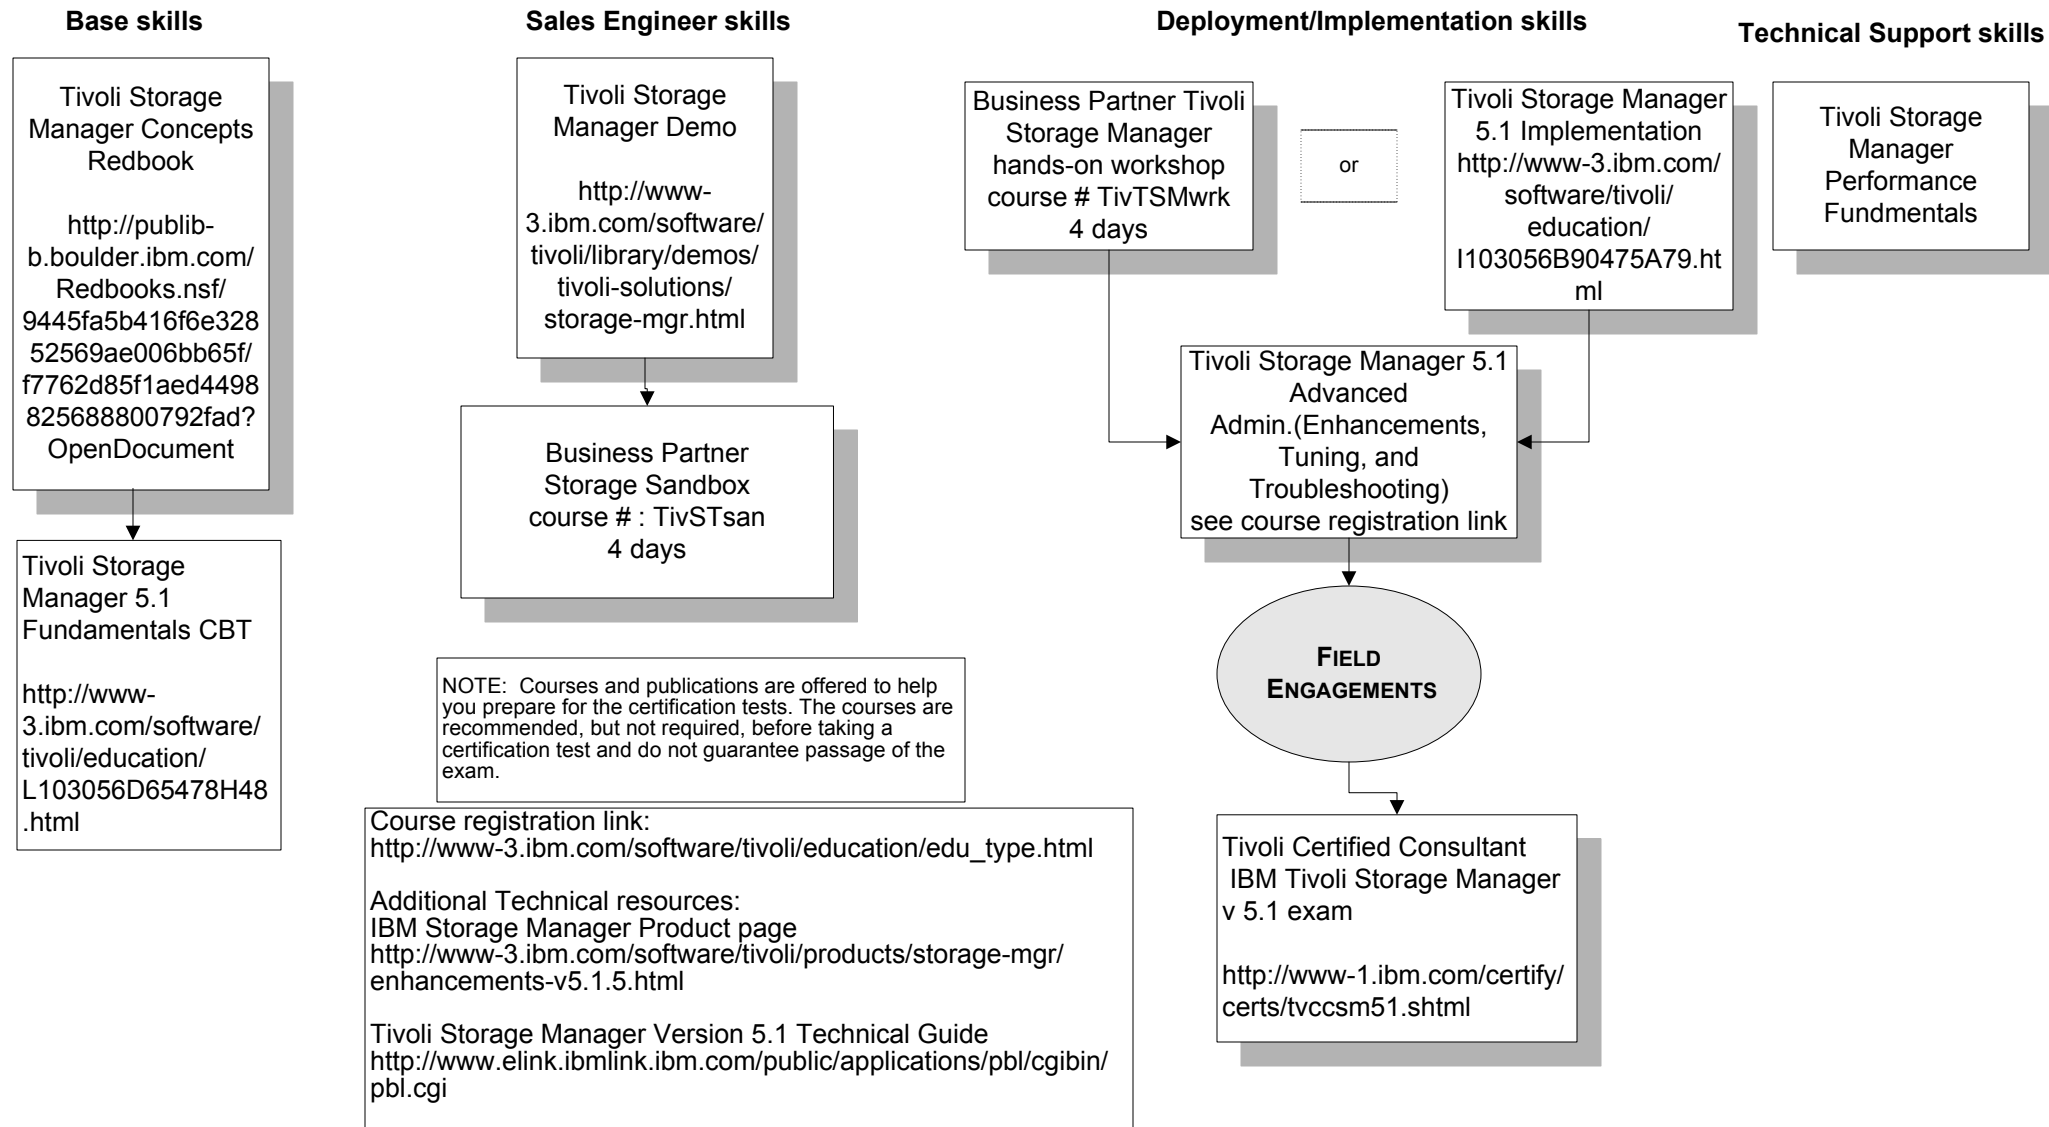 Base skills
Tivoli Storage
Manager Concepts
Redbook
http://publib-
b.boulder.ibm.com/
Redbooks.nsf/
9445fa5b416f6e328
52569ae006bb65f/
f7762d85f1aed4498
825688800792fad?
OpenDocument
Tivoli Storage
Manager 5.1
Fundamentals CBT
http://www-
3.ibm.com/software/
tivoli/education/
L103056D65478H48
.html
Sales Engineer skills
Tivoli Storage
Manager Demo
http://www-
3.ibm.com/software/
tivoli/library/demos/
tivoli-solutions/
storage-mgr.html
Business Partner
Storage Sandbox
course # : TivSTsan
4 days
NOTE:  Courses and publications are offered to help
you prepare for the certification tests. The courses are
recommended, but not required, before taking a
certification test and do not guarantee passage of the
exam.
Course registration link:
http://www-3.ibm.com/software/tivoli/education/edu_type.html
Additional Technical resources:
IBM Storage Manager Product page
http://www-3.ibm.com/software/tivoli/products/storage-mgr/
enhancements-v5.1.5.html
Tivoli Storage Manager Version 5.1 Technical Guide
http://www.elink.ibmlink.ibm.com/public/applications/pbl/cgibin/
pbl.cgi
Deployment/Implementation skills
Business Partner Tivoli
Storage Manager
hands-on workshop
course # TivTSMwrk
4 days
or
Tivoli Storage Manager
5.1 Implementation
http://www-3.ibm.com/
software/tivoli/
education/
I103056B90475A79.ht
ml
Tivoli Storage Manager 5.1
Advanced
Admin.(Enhancements,
Tuning, and
Troubleshooting)
see course registration link
FIELD
ENGAGEMENTS
Tivoli Certified Consultant
IBM Tivoli Storage Manager
v 5.1 exam
http://www-1.ibm.com/certify/
certs/tvccsm51.shtml
Technical Support skills
Tivoli Storage
Manager
Performance
Fundmentals